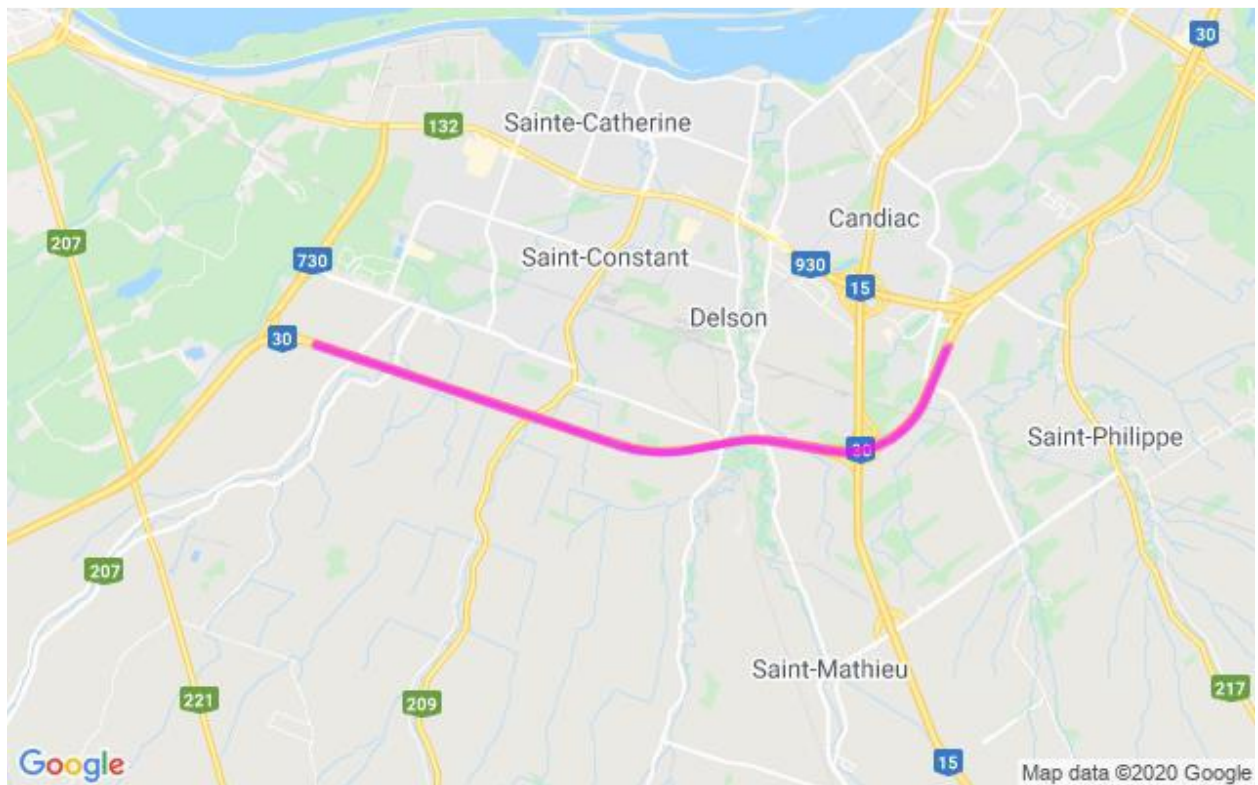 30
132
Sainte-Catherine
Candiac
207
730
Saint-Constant
930
15
Delson
30
Saint-Philippe
30
207
Saint-Mathieu
221
209
217
15
Google
Map data ©2020 Google